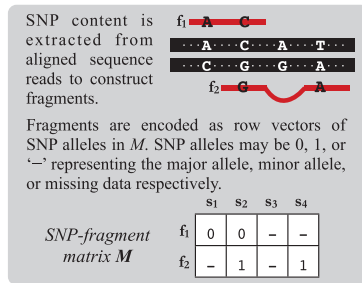 SNP content is
extracted from
aligned sequence
reads to construct
fragments.
f1 A C
····A····C····A····T····
····C····G····G····A····
f2 G A
Fragments are encoded as row vectors of
SNP alleles in M. SNP alleles may be 0, 1, or
‘−’ representing the major allele, minor allele,
or missing data respectively.
SNP-fragment
matrix M
s1 s2 s3 s4
f1 0 0 – –
f2 – 1 – 1